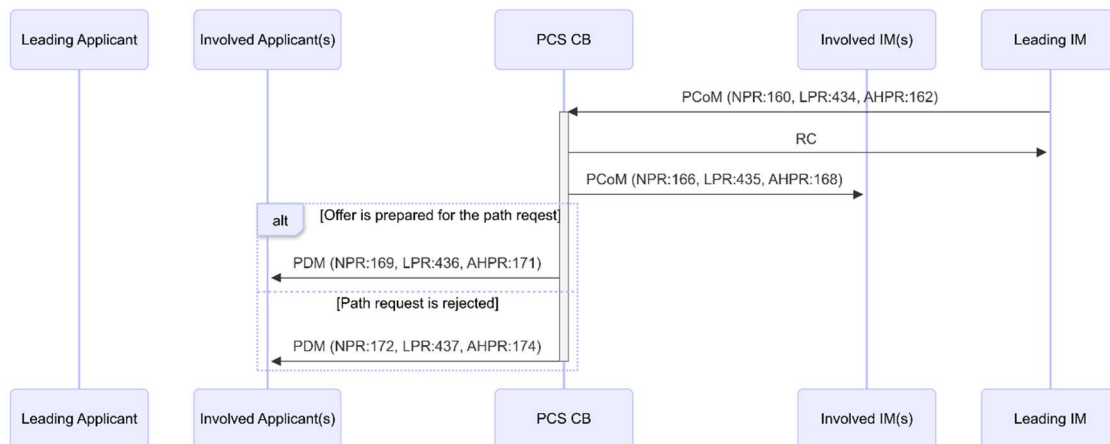 Leading Applicant
Involved Applicant(s)
PCS CB
Involved IM(s)
Leading IM
PCoM (NPR:160, LPR:434, AHPR:162)
RC
PCoM (NPR:166, LPR:435, AHPR:168)
alt
[Offer is prepared for the path reqest]
PDM (NPR:169, LPR:436, AHPR:171)
[Path request is rejected]
PDM (NPR:172, LPR:437, AHPR:174)
Leading Applicant
Involved Applicant(s)
PCS CB
Involved IM(s)
Leading IM